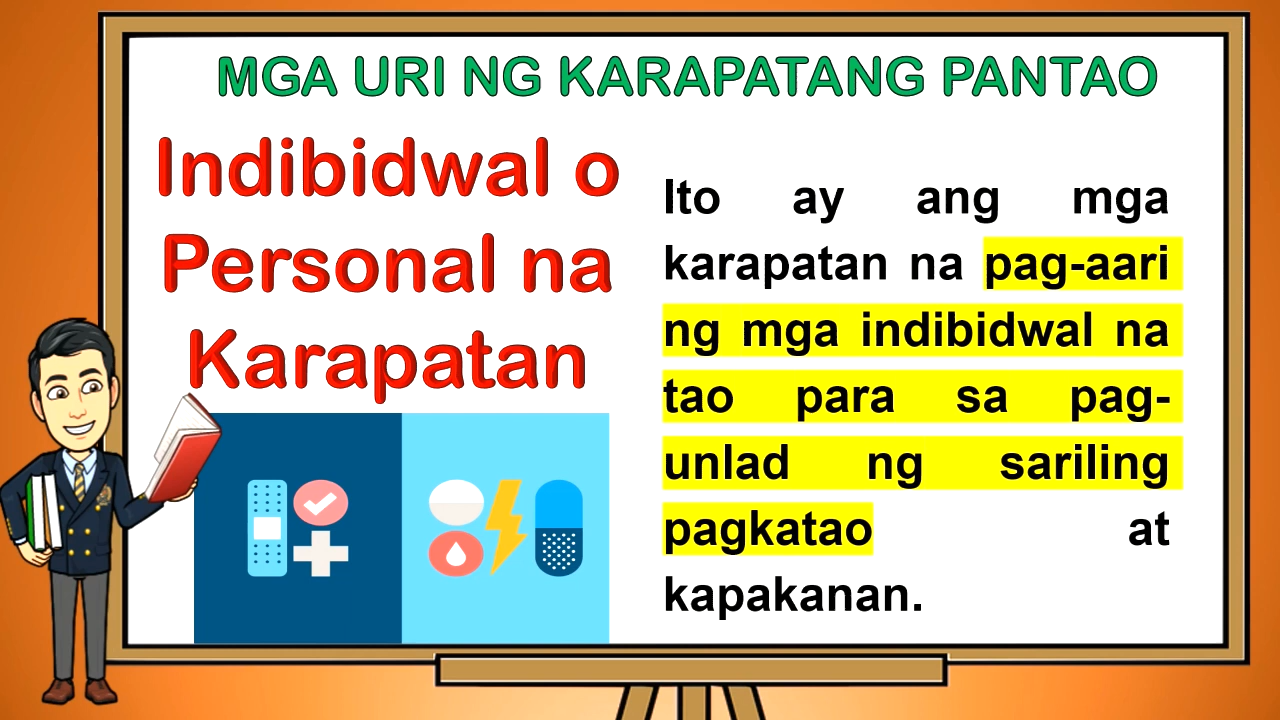 MGA URI NG KARAPATANG PANTAO
Indibidwal o
Personal na
Karapatan
Ito ay ang mga
karapatan na pag-aari
ng mga indibidwal na
tao para sa pag-
unlad ng sariling
pagkatao at
kapakanan.